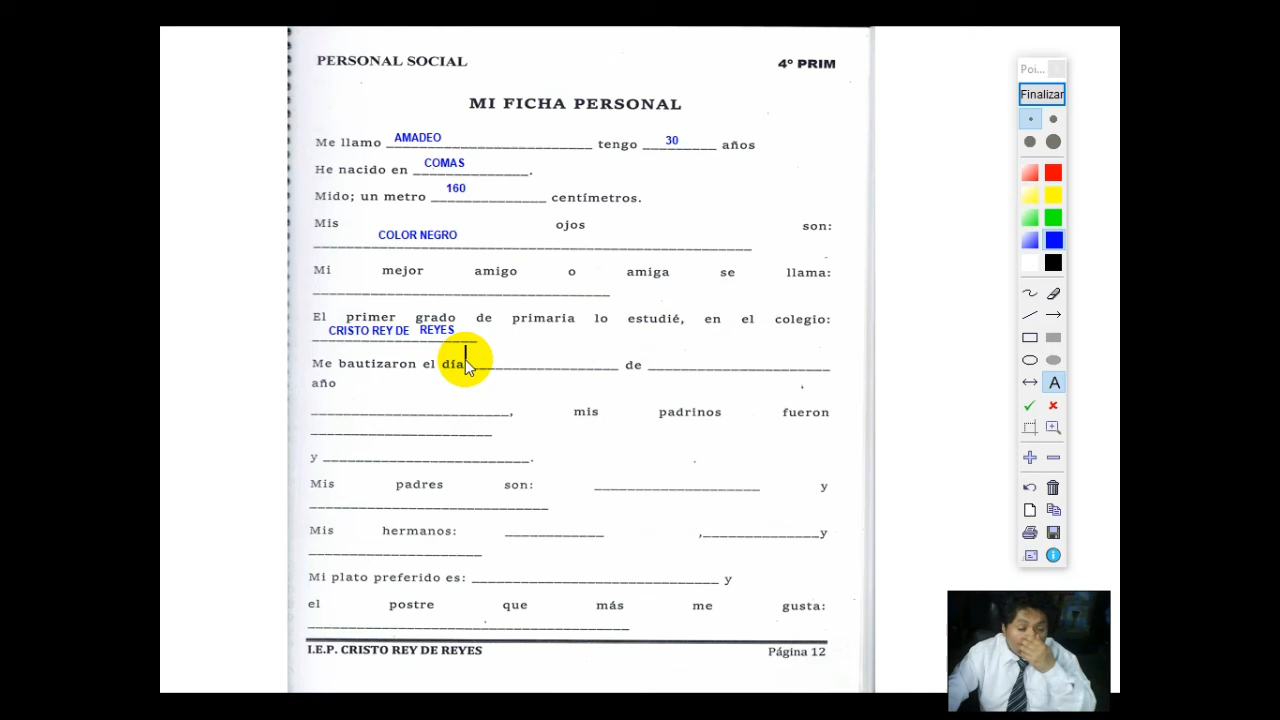 PERSONAL SOCIAL 4º PRIM
MI FICHA PERSONAL
Me llamo AMADEO tengo 30 años
He nacido en COMAS.
Mido; un metro 160 centímetros.
Mis ojos son:
COLOR NEGRO
Mi mejor amigo o amiga se llama:
El primer grado de primaria lo estudié, en el colegio:
CRISTO REY DE REYES
Me bautizaron el día de
año
, mis padrinos fueron
y .
Mis padres son: y
Mis hermanos: , y
Mi plato preferido es: y
el postre que más me gusta:
I.E.P. CRISTO REY DE REYES Página 12
Poi...
Finalizar
A